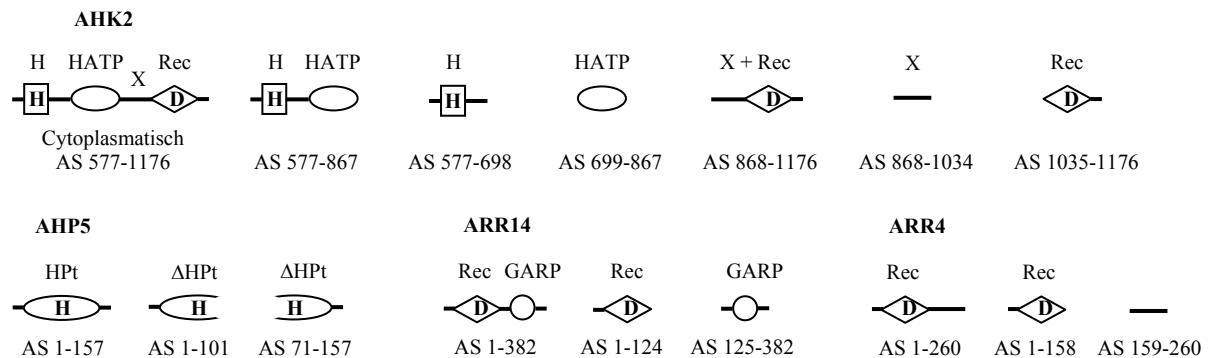 AHK2
H HATP X Rec H HATP H HATP X + Rec X Rec
H D H H D D
Cytoplasmatisch
AS 577-1176 AS 577-867 AS 577-698 AS 699-867 AS 868-1176 AS 868-1034 AS 1035-1176
AHP5 ARR14 ARR4
HPt ΔHPt ΔHPt Rec GARP Rec GARP Rec Rec
H H H D D D D
AS 1-157 AS 1-101 AS 71-157 AS 1-382 AS 1-124 AS 125-382 AS 1-260 AS 1-158 AS 159-260